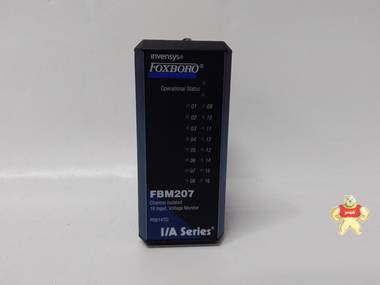 invensys®
FOXBORO®
Operational Status
01 09
02 10
03 11
04 12
05 13
06 14
07 15
08 16
FBM207
Channel Isolated
16 Input, Voltage Monitor
P0914TD
I/A Series®